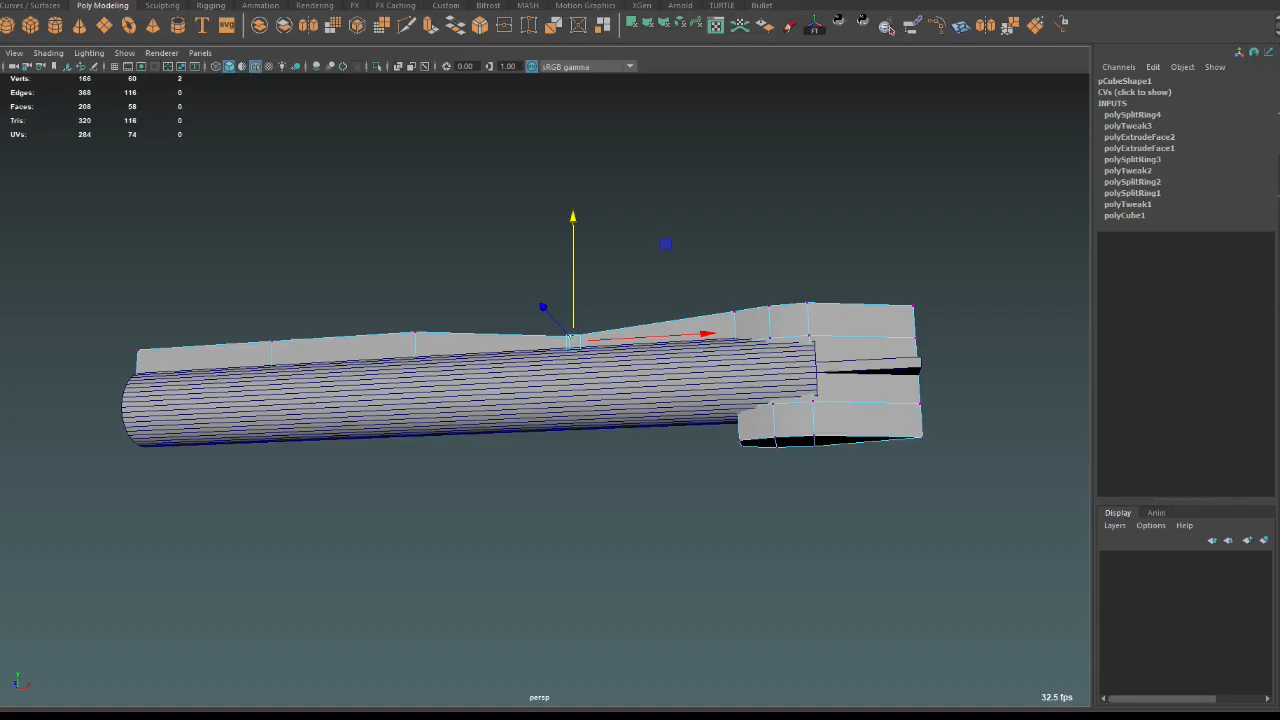 Curves / Surfaces Poly Modeling Sculpting Rigging Animation Rendering FX FX Caching Custom Bifrost MASH Motion Graphics XGen Arnold TURTLE Bullet
T SVG FT
View Shading Lighting Show Renderer Panels
0.00 1.00 sRGB gamma
Verts: 166 60 2
Edges: 368 116 0
Faces: 208 58 0
Tris: 320 116 0
UVs: 284 74 0
Channels Edit Object Show
pCubeShape1
CVs (click to show)
INPUTS
polySplitRing4
polyTweak3
polyExtrudeFace2
polyExtrudeFace1
polySplitRing3
polyTweak2
polySplitRing2
polySplitRing1
polyTweak1
polyCube1
Display Anim
Layers Options Help
persp
32.5 fps